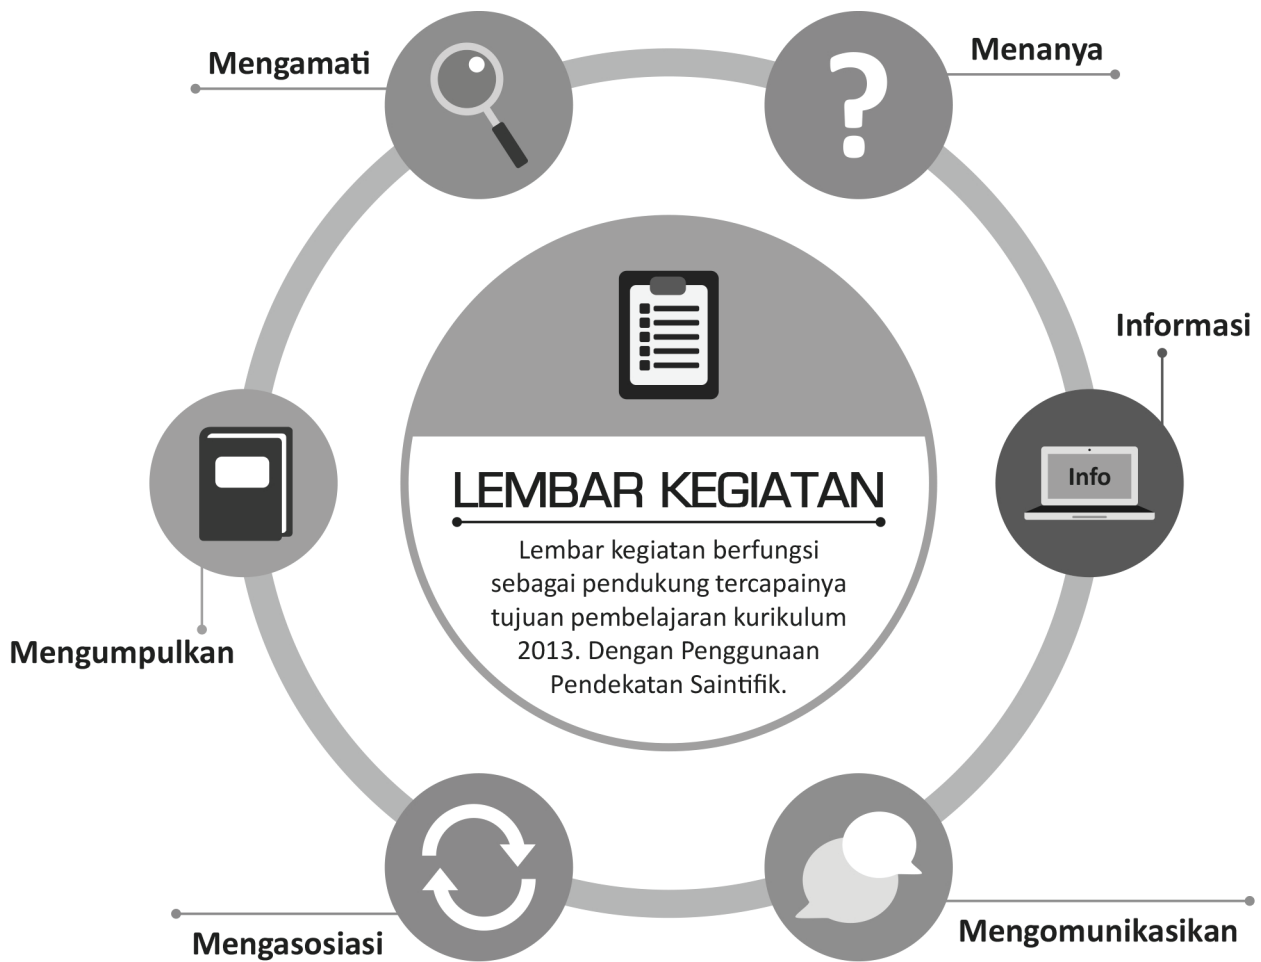 Mengamati
Menanya
Informasi
Info
LEMBAR KEGIATAN
Lembar kegiatan berfungsi
sebagai pendukung tercapainya
tujuan pembelajaran kurikulum
2013. Dengan Penggunaan
Pendekatan Saintifik.
Mengumpulkan
Mengasosiasi
Mengomunikasikan